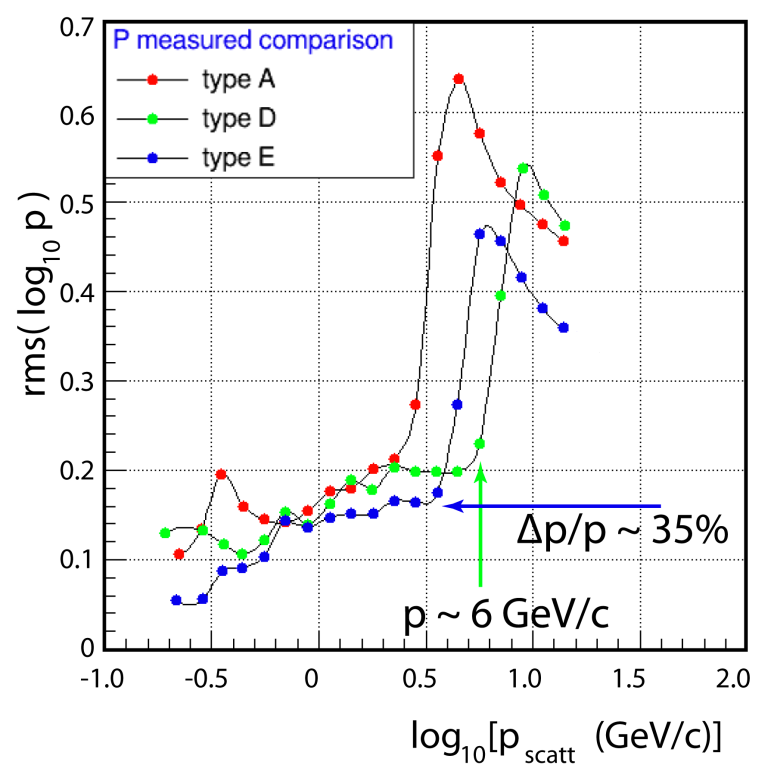 P measured comparison
type A
type D
type E
0.7
0.6
0.5
0.4
0.3
0.2
0.1
0
rms( log10 p )
Δp/p ~ 35%
p ~ 6 GeV/c
-1.0 -0.5 0 0.5 1.0 1.5 2.0
log10[pscatt (GeV/c)]